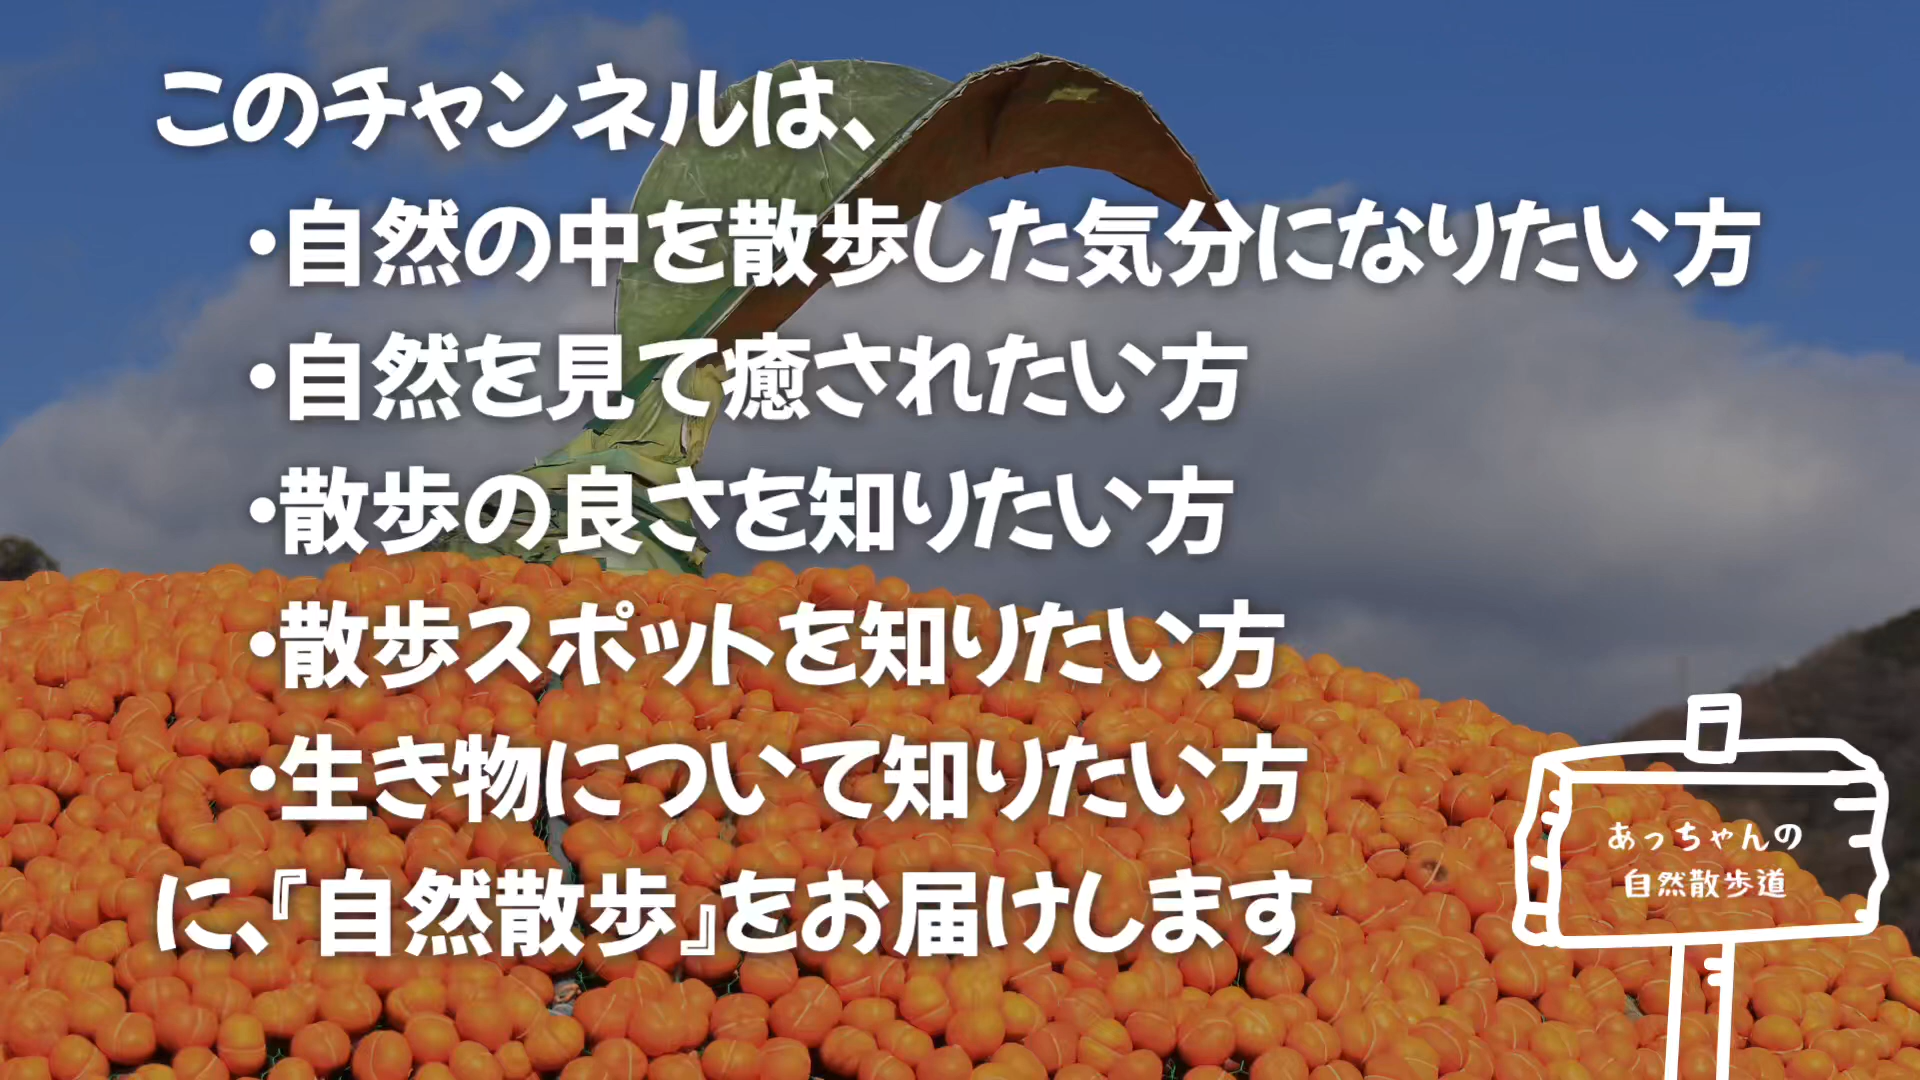 このチャンネルは、
・自然の中を散歩した気分になりたい方
・自然を見て癒されたい方
・散歩の良さを知りたい方
・散歩スポットを知りたい方
・生き物について知りたい方
に、『自然散歩』をお届けします
あっちゃんの
自然散歩道